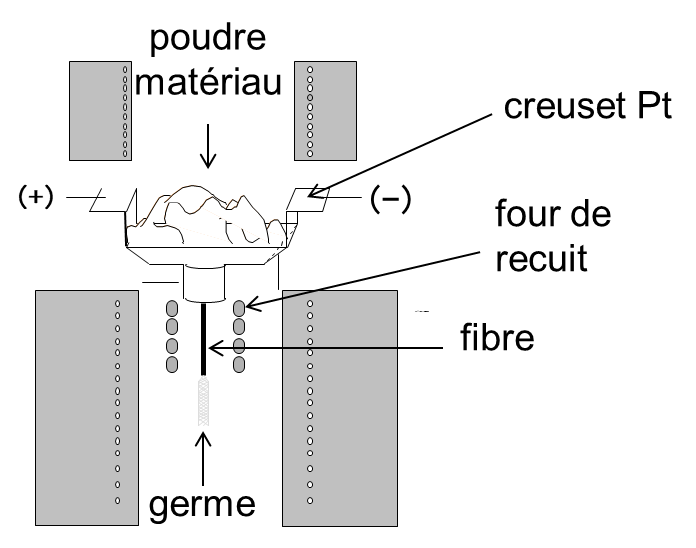 poudre
matériau
creuset Pt
(+)
(−)
four de
recuit
fibre
germe